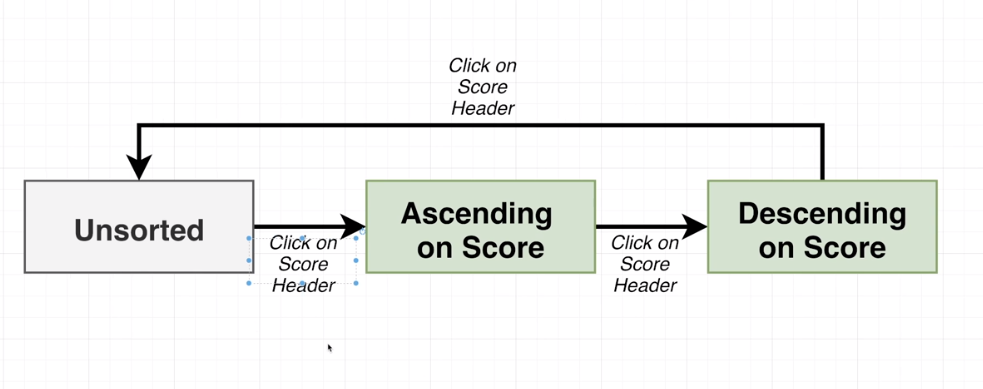 Click on
Score
Header
Unsorted
Click on
Score
Header
Ascending
on Score
Click on
Score
Header
Descending
on Score